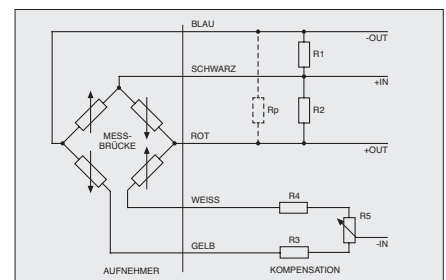 BLAU
-OUT
R1
SCHWARZ
+IN
Rp
R2
MESS-
BRÜCKE
ROT
+OUT
WEISS
R4
R5
-IN
R3
GELB
AUFNEHMER
KOMPENSATION